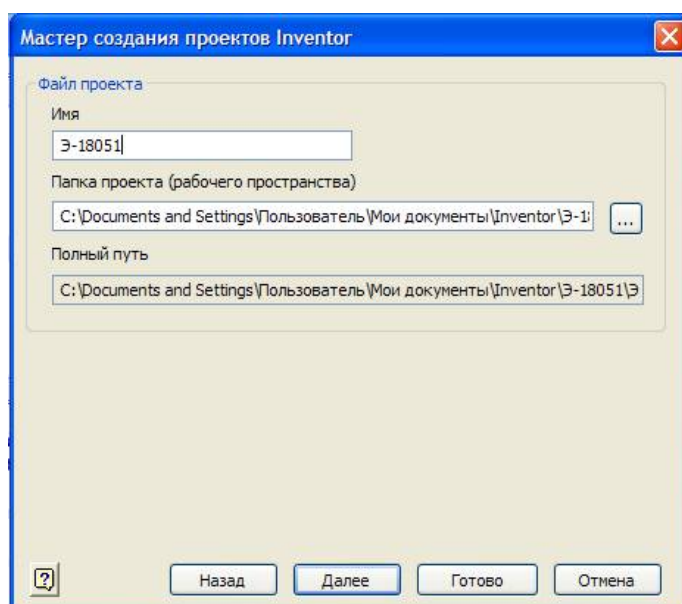 Мастер создания проектов Inventor
Файл проекта
Имя
Э-18051
Папка проекта (рабочего пространства)
C:\Documents and Settings\Пользователь\Мои документы\Inventor\Э-1
...
Полный путь
C:\Documents and Settings\Пользователь\Мои документы\Inventor\Э-18051\Э
Назад Далее Готово Отмена